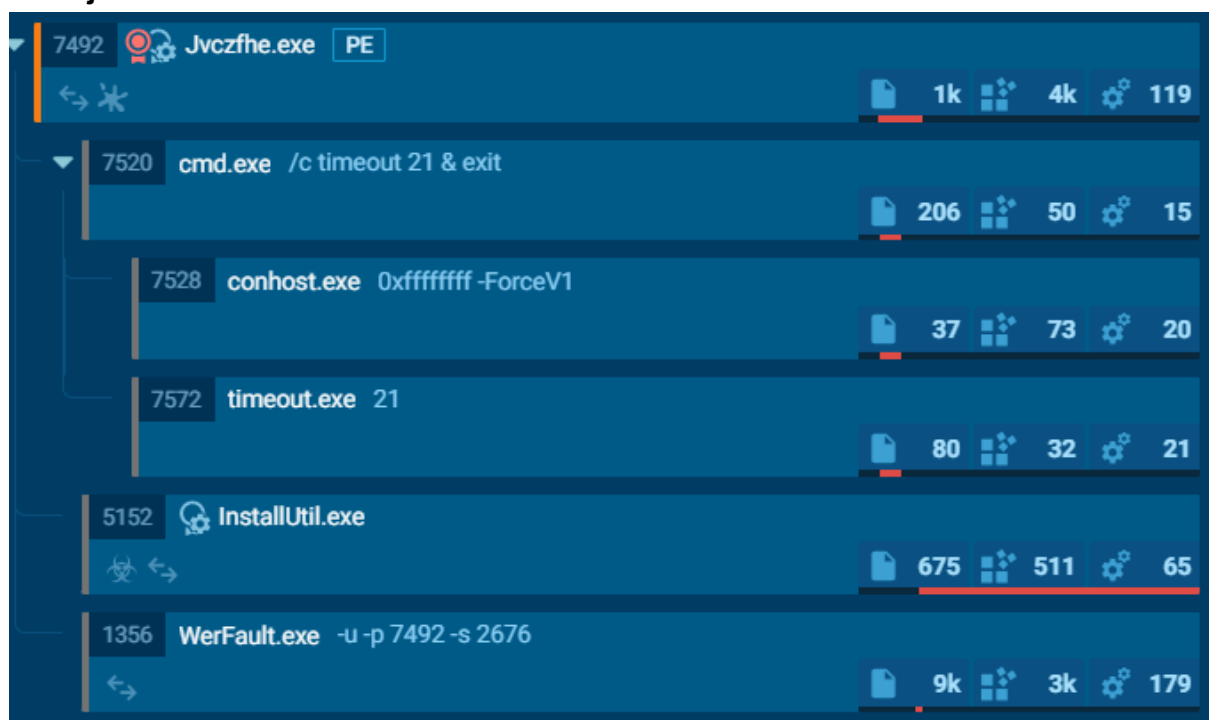 7492 Jvczfhe.exe PE
1k 4k 119
7520 cmd.exe /c timeout 21 & exit
206 50 15
7528 conhost.exe 0xffffffff -ForceV1
37 73 20
7572 timeout.exe 21
80 32 21
5152 InstallUtil.exe
675 511 65
1356 WerFault.exe -u -p 7492 -s 2676
9k 3k 179